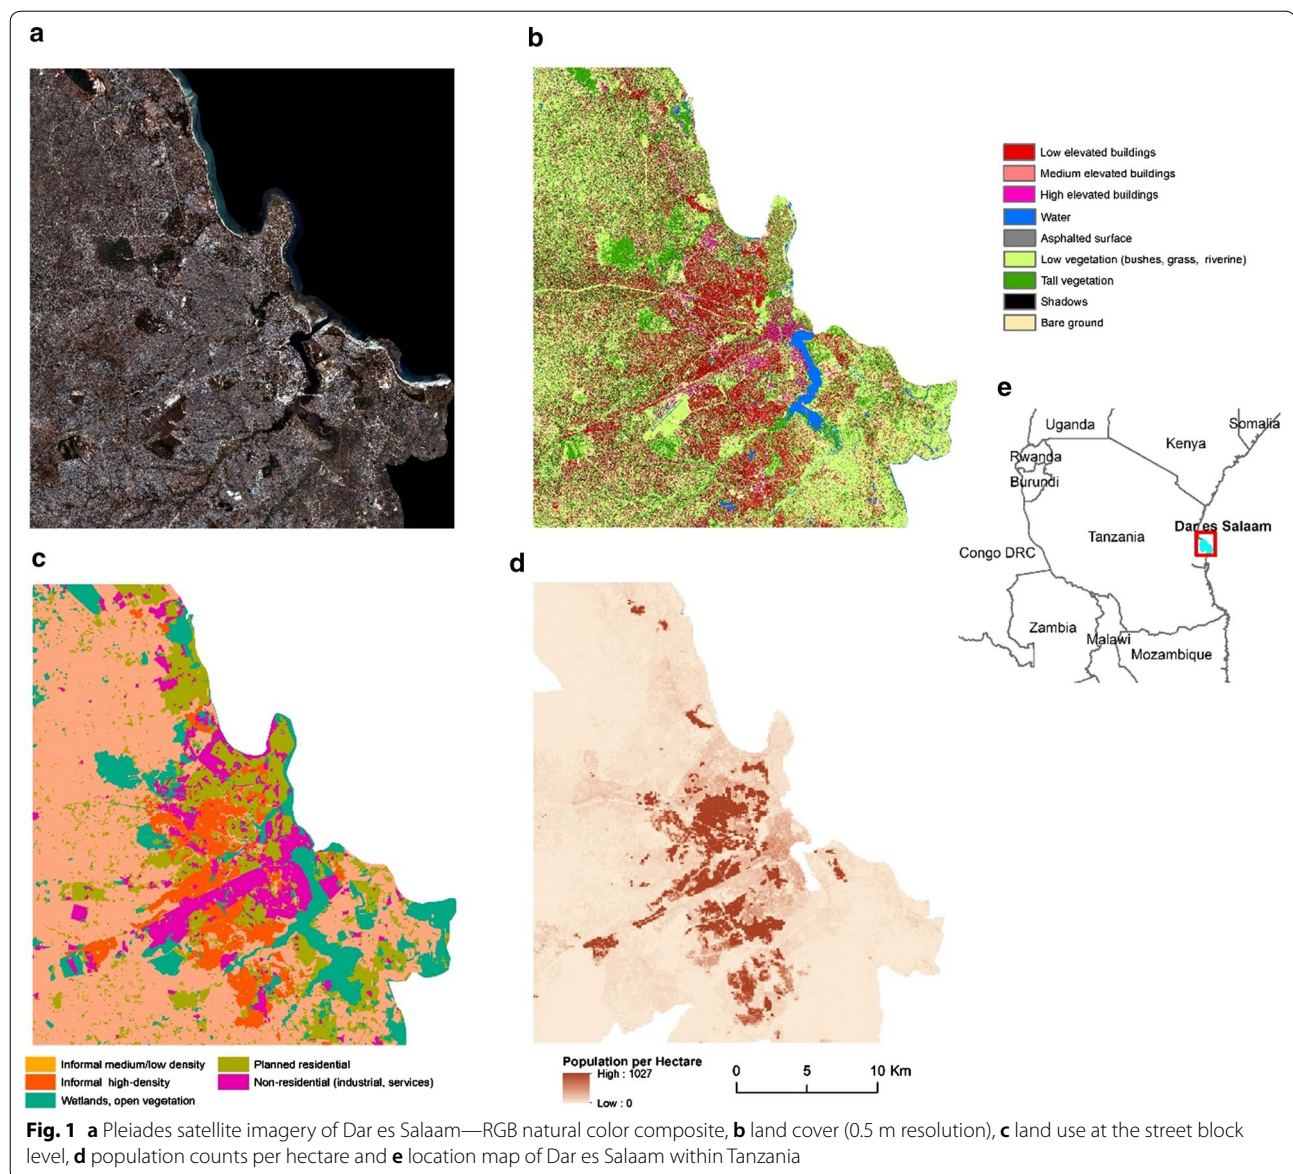 a
b
Low elevated buildings
Medium elevated buildings
High elevated buildings
Water
Asphalted surface
Low vegetation (bushes, grass, riverine)
Tall vegetation
Shadows
Bare ground
e
Uganda
Somalia
Kenya
Rwanda
Burundi
Dar es Salaam
Tanzania
Congo DRC
Zambia
Malawi
Mozambique
c
d
Informal medium/low density
Informal high-density
Wetlands, open vegetation
Planned residential
Non-residential (industrial, services)
Population per Hectare
High : 1027
Low : 0
0 5 10 Km
Fig. 1 a Pleiades satellite imagery of Dar es Salaam—RGB natural color composite, b land cover (0.5 m resolution), c land use at the street block
level, d population counts per hectare and e location map of Dar es Salaam within Tanzania